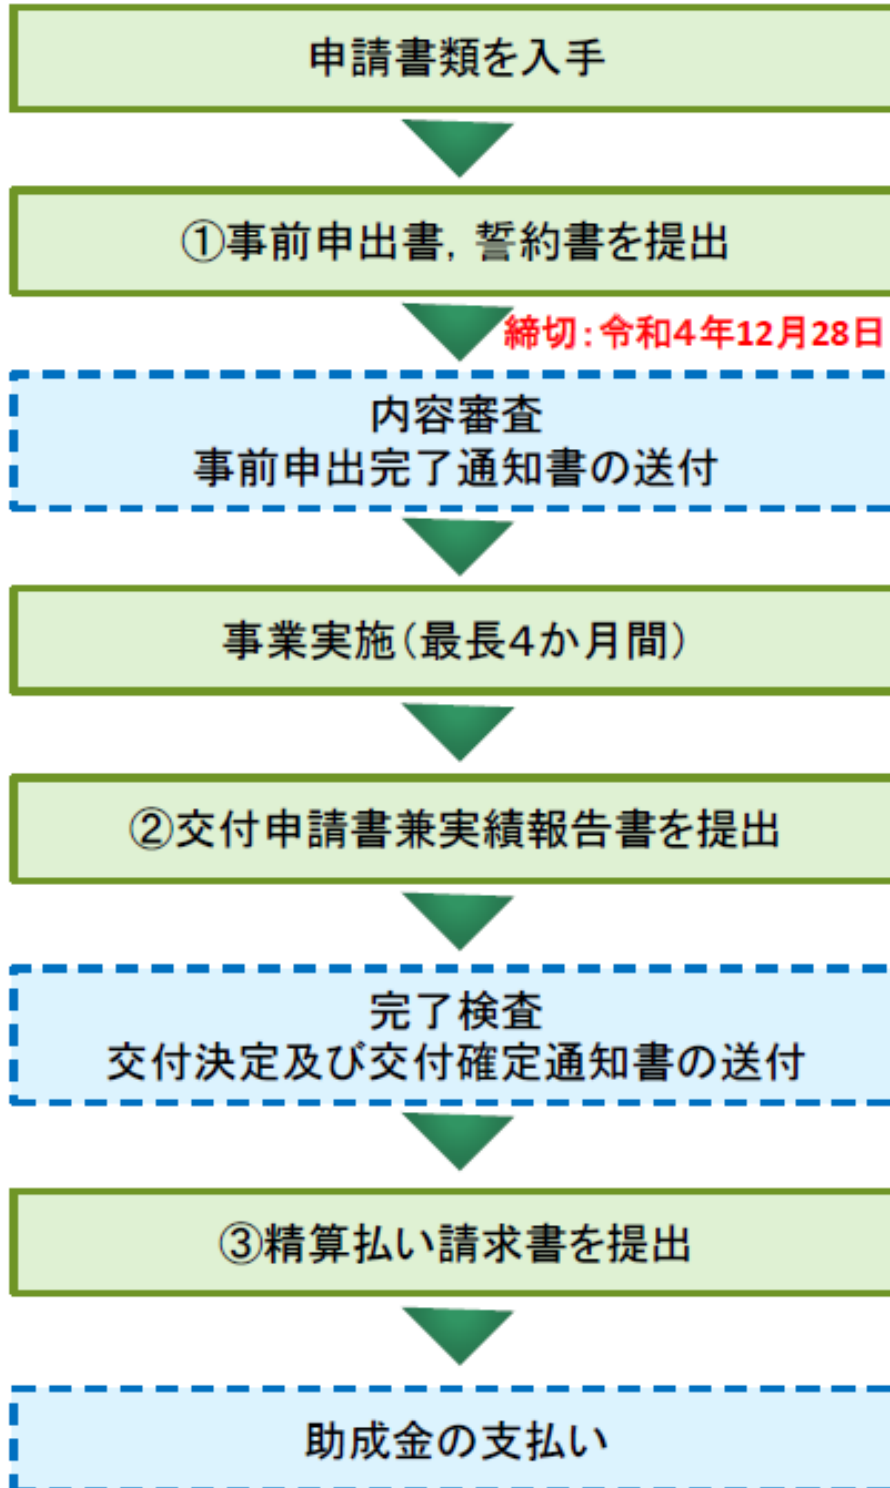 申請書類を入手
①事前申出書，誓約書を提出
締切：令和４年12月28日
内容審査
事前申出完了通知書の送付
事業実施（最長４か月間）
②交付申請書兼実績報告書を提出
完了検査
交付決定及び交付確定通知書の送付
③精算払い請求書を提出
助成金の支払い